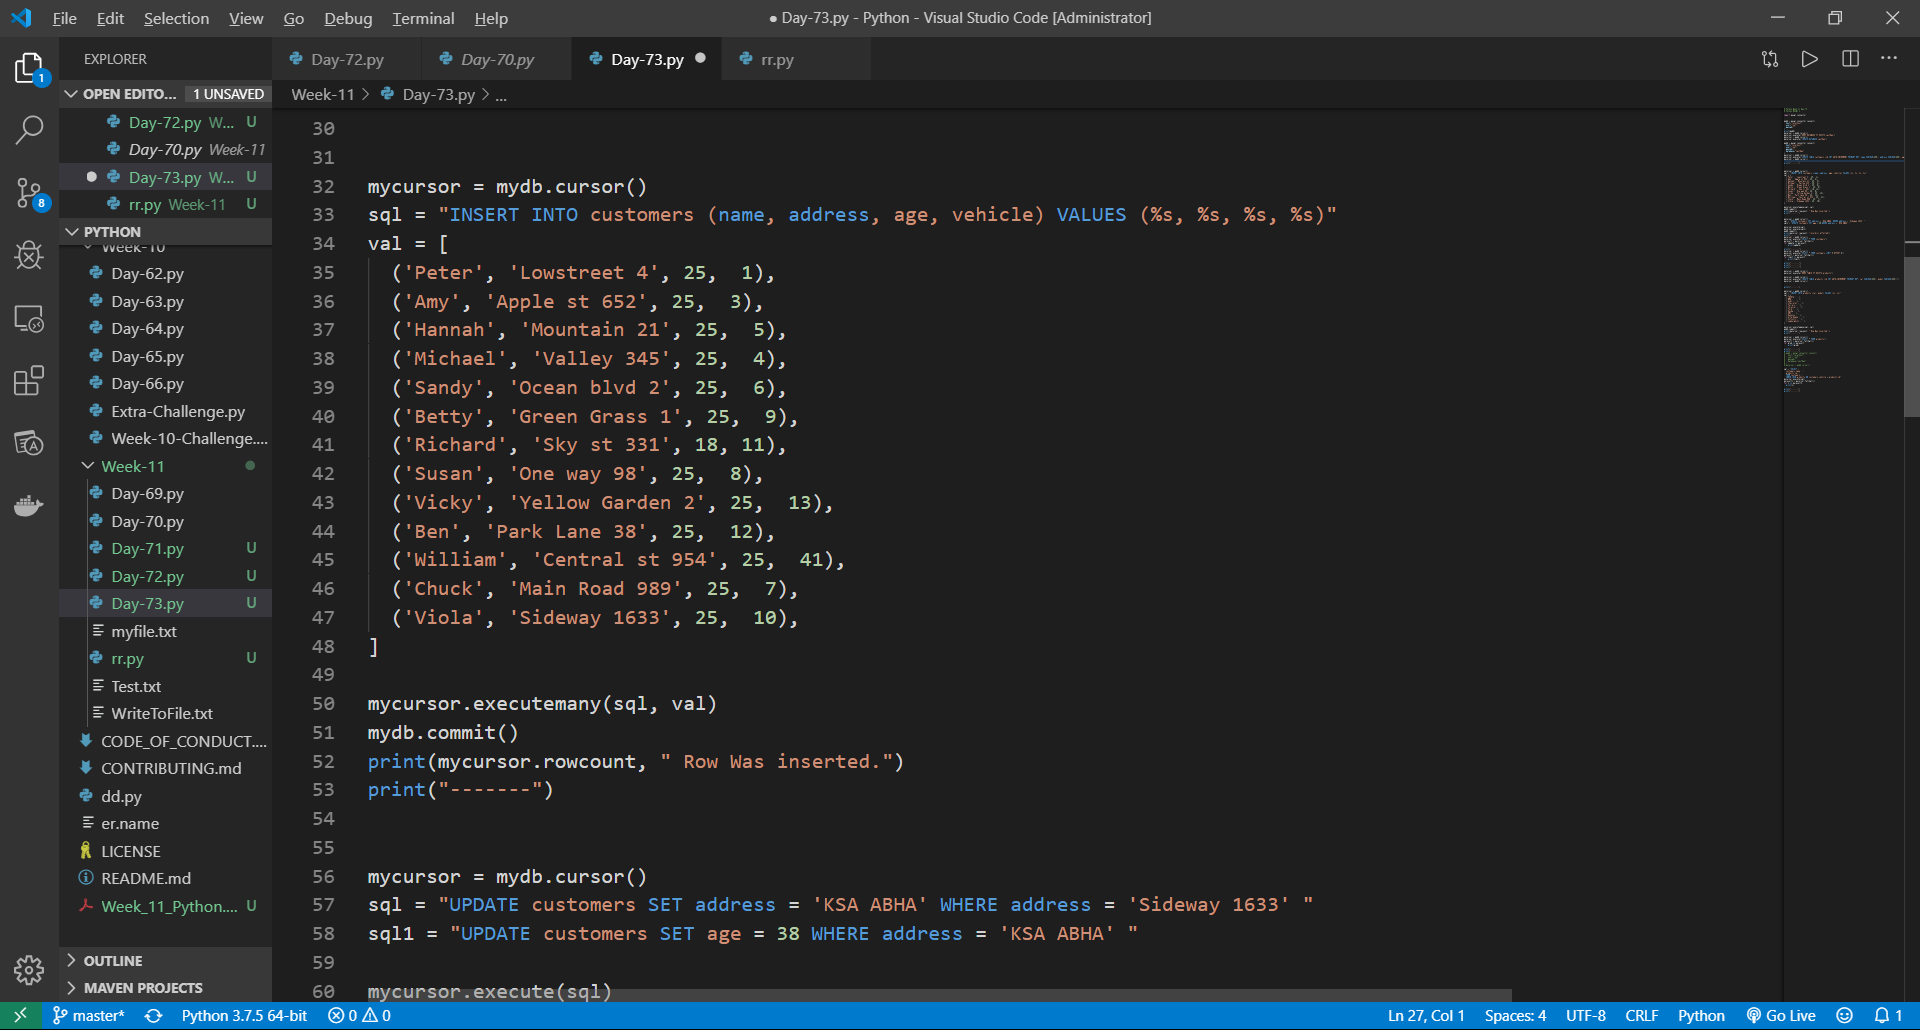 File Edit Selection View Go Debug Terminal Help
● Day-73.py - Python - Visual Studio Code [Administrator]
EXPLORER
Day-72.py
Day-70.py
Day-73.py
rr.py
OPEN EDITO... 1 UNSAVED
Week-11 > Day-73.py > ...
Day-72.py W... U
Day-70.py Week-11
Day-73.py W... U
rr.py Week-11 U
PYTHON
Week-10
Day-62.py
Day-63.py
Day-64.py
Day-65.py
Day-66.py
Extra-Challenge.py
Week-10-Challenge....
Week-11
Day-69.py
Day-70.py
Day-71.py U
Day-72.py U
Day-73.py U
myfile.txt
rr.py U
Test.txt
WriteToFile.txt
CODE_OF_CONDUCT....
CONTRIBUTING.md
dd.py
er.name
LICENSE
README.md
Week_11_Python.... U
OUTLINE
MAVEN PROJECTS
1
8
30
31
32 mycursor = mydb.cursor()
33 sql = "INSERT INTO customers (name, address, age, vehicle) VALUES (%s, %s, %s, %s)"
34 val = [
35 ('Peter', 'Lowstreet 4', 25,  1),
36 ('Amy', 'Apple st 652', 25,  3),
37 ('Hannah', 'Mountain 21', 25,  5),
38 ('Michael', 'Valley 345', 25,  4),
39 ('Sandy', 'Ocean blvd 2', 25,  6),
40 ('Betty', 'Green Grass 1', 25,  9),
41 ('Richard', 'Sky st 331', 18, 11),
42 ('Susan', 'One way 98', 25,  8),
43 ('Vicky', 'Yellow Garden 2', 25,  13),
44 ('Ben', 'Park Lane 38', 25,  12),
45 ('William', 'Central st 954', 25,  41),
46 ('Chuck', 'Main Road 989', 25,  7),
47 ('Viola', 'Sideway 1633', 25,  10),
48 ]
49
50 mycursor.executemany(sql, val)
51 mydb.commit()
52 print(mycursor.rowcount, " Row Was inserted.")
53 print("-------")
54
55
56 mycursor = mydb.cursor()
57 sql = "UPDATE customers SET address = 'KSA ABHA' WHERE address = 'Sideway 1633' "
58 sql1 = "UPDATE customers SET age = 38 WHERE address = 'KSA ABHA' "
59
60 mycursor.execute(sql)
master* Python 3.7.5 64-bit 0 0 Ln 27, Col 1 Spaces: 4 UTF-8 CRLF Python Go Live 1